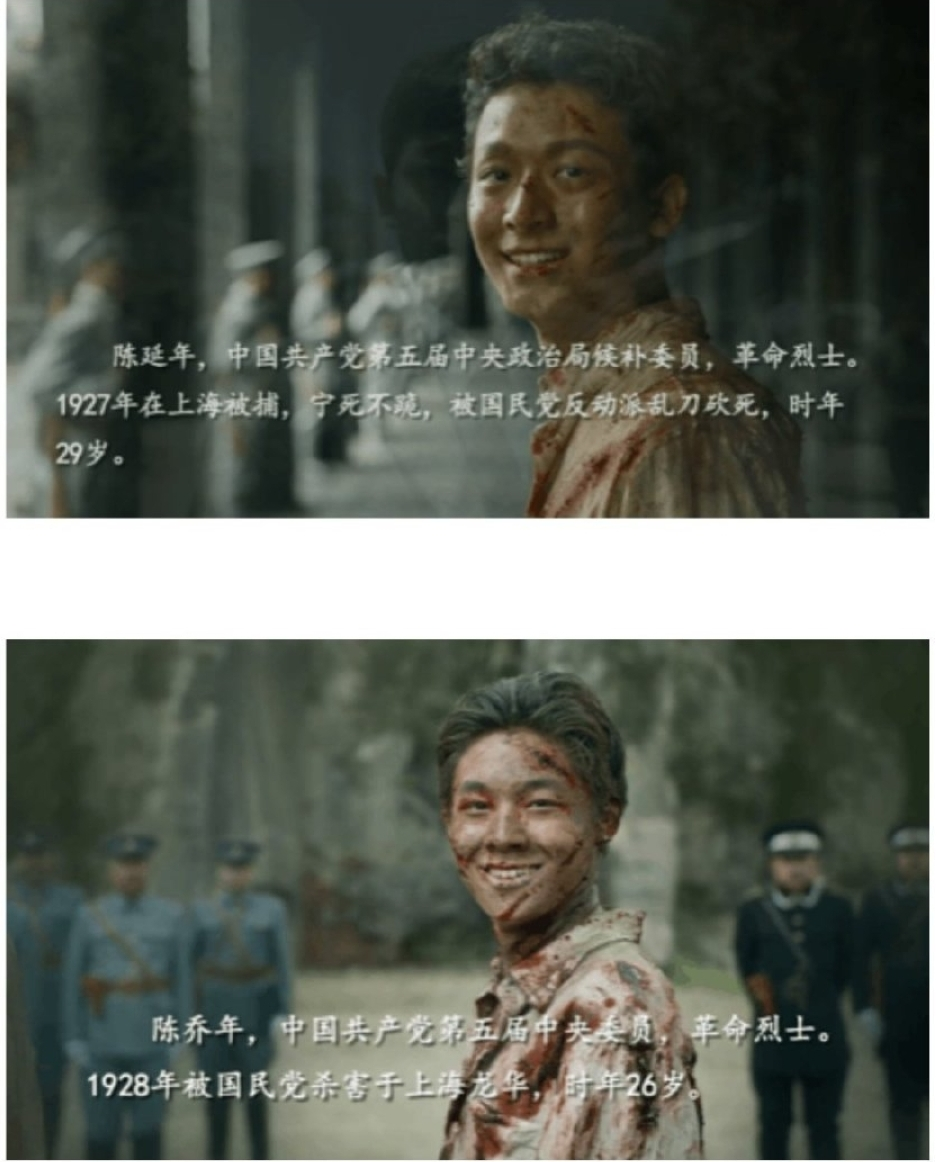 陈延年，中国共产党第五届中央政治局候补委员，革命烈士。
1927年在上海被捕，宁死不跪，被国民党反动派乱刀砍死，时年
29岁。
陈乔年，中国共产党第五届中央委员，革命烈士。
1928年被国民党杀害于上海龙华，时年26岁。